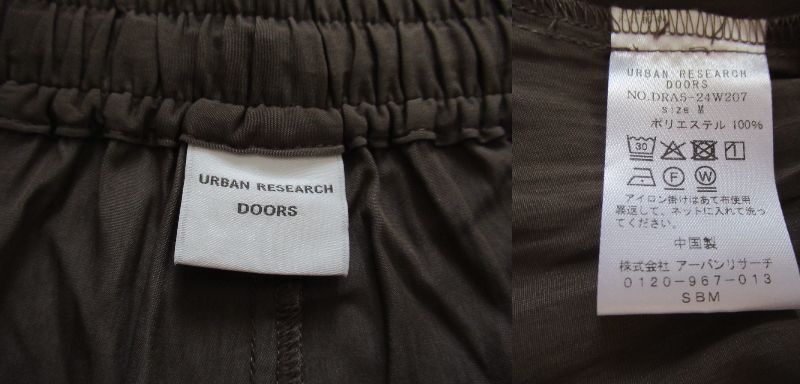 URBAN RESEARCH
DOORS
URBAN RESEARCH
DOORS
NO.DRA5-24W207
size M
ポリエステル 100%
30
F W
アイロン掛けはあて布使用
裏返して、ネットに入れて洗っ
てください。
中国製
株式会社 アーバンリサーチ
0120-967-013
SBM